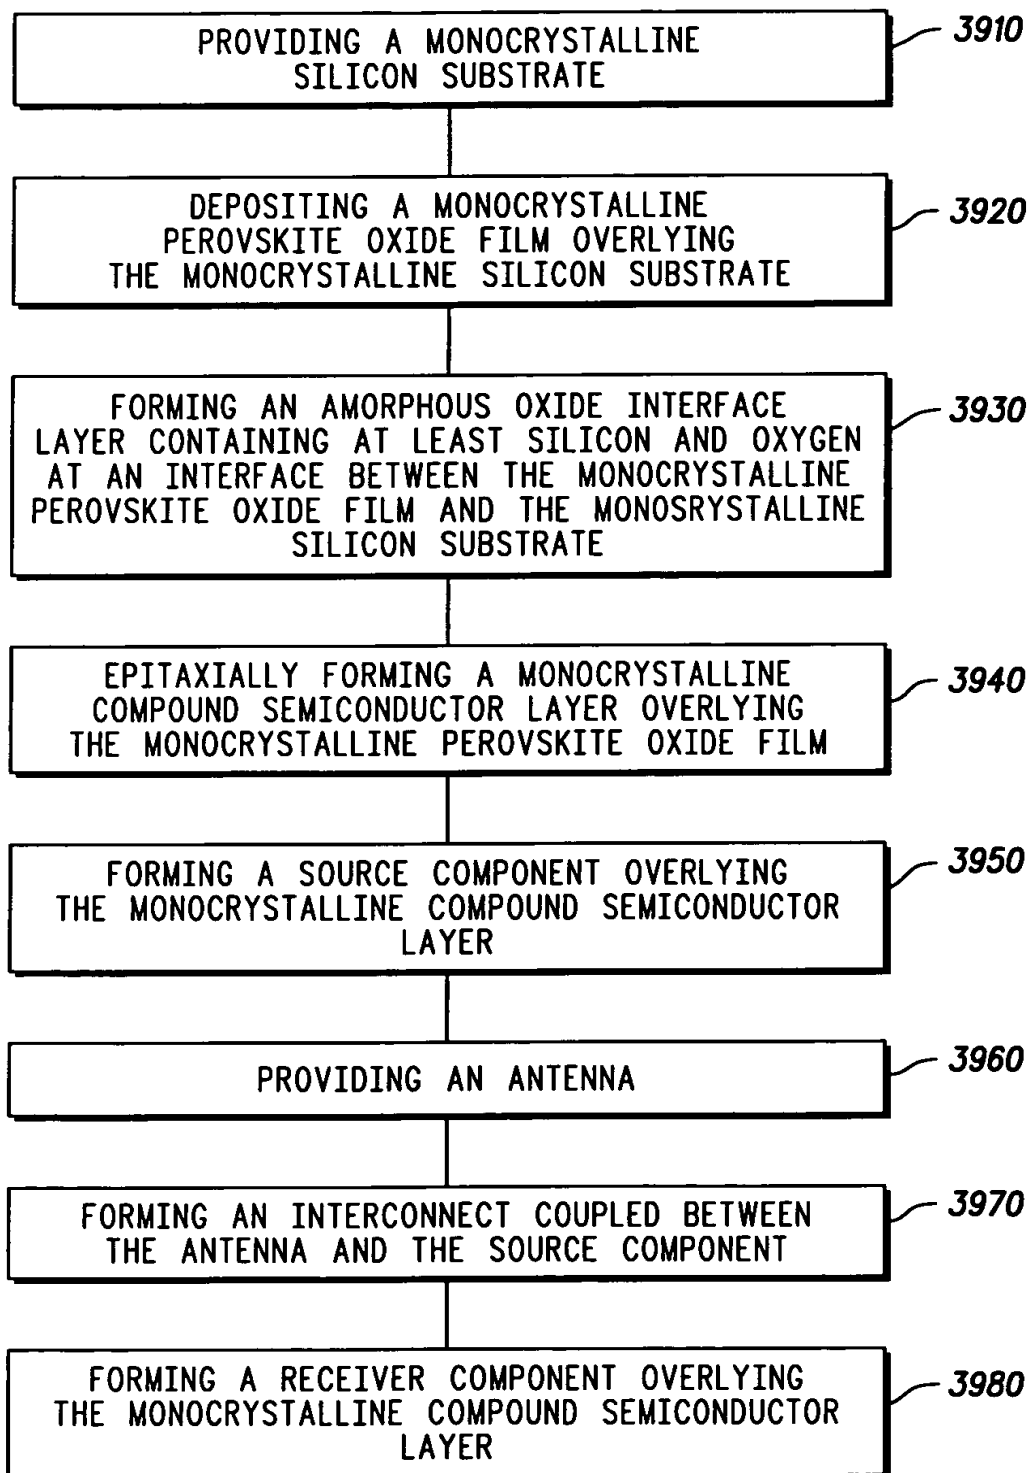 PROVIDING A MONOCRYSTALLINE
SILICON SUBSTRATE
3910
DEPOSITING A MONOCRYSTALLINE
PEROVSKITE OXIDE FILM OVERLYING
THE MONOCRYSTALLINE SILICON SUBSTRATE
3920
FORMING AN AMORPHOUS OXIDE INTERFACE
LAYER CONTAINING AT LEAST SILICON AND OXYGEN
AT AN INTERFACE BETWEEN THE MONOCRYSTALLINE
PEROVSKITE OXIDE FILM AND THE MONOSRYSTALLINE
SILICON SUBSTRATE
3930
EPITAXIALLY FORMING A MONOCRYSTALLINE
COMPOUND SEMICONDUCTOR LAYER OVERLYING
THE MONOCRYSTALLINE PEROVSKITE OXIDE FILM
3940
FORMING A SOURCE COMPONENT OVERLYING
THE MONOCRYSTALLINE COMPOUND SEMICONDUCTOR
LAYER
3950
PROVIDING AN ANTENNA
3960
FORMING AN INTERCONNECT COUPLED BETWEEN
THE ANTENNA AND THE SOURCE COMPONENT
3970
FORMING A RECEIVER COMPONENT OVERLYING
THE MONOCRYSTALLINE COMPOUND SEMICONDUCTOR
LAYER
3980